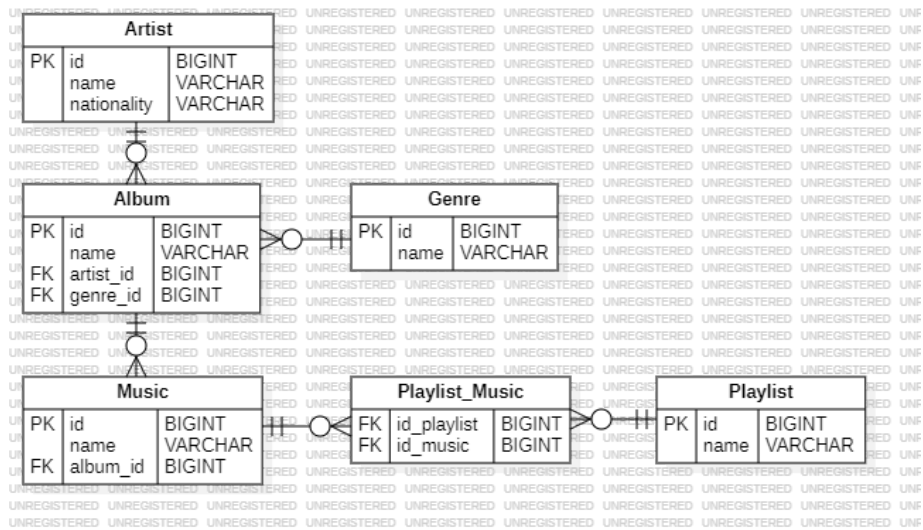 UNREGISTERED
Artist
PK id BIGINT
name VARCHAR
nationality VARCHAR
Album
PK id BIGINT
name VARCHAR
FK artist_id BIGINT
FK genre_id BIGINT
Genre
PK id BIGINT
name VARCHAR
Music
PK id BIGINT
name VARCHAR
FK album_id BIGINT
Playlist_Music
FK id_playlist BIGINT
FK id_music BIGINT
Playlist
PK id BIGINT
name VARCHAR